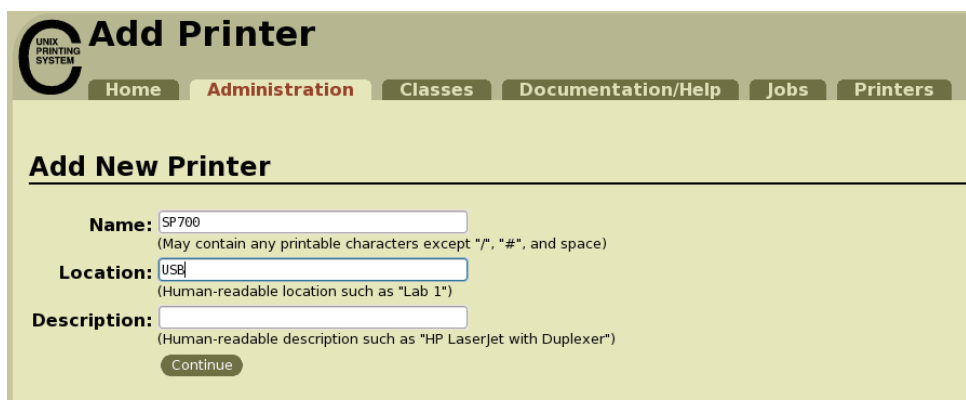 UNIX
PRINTING
SYSTEM
Add Printer
Home Administration Classes Documentation/Help Jobs Printers
Add New Printer
Name: SP700
(May contain any printable characters except "/", "#", and space)
Location: USB
(Human-readable location such as "Lab 1")
Description:
(Human-readable description such as "HP LaserJet with Duplexer")
Continue